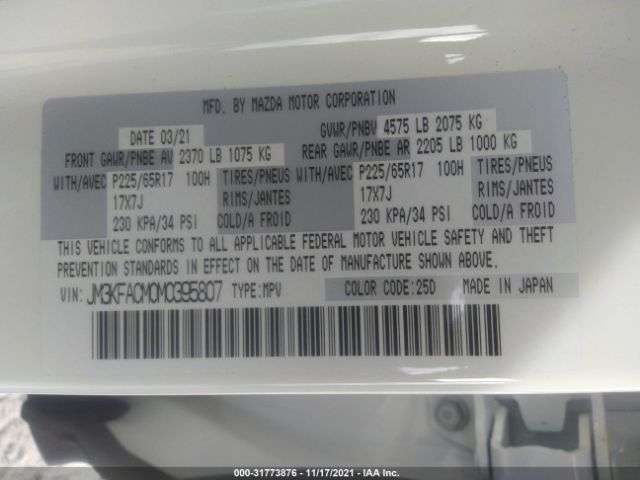 MFD. BY MAZDA MOTOR CORPORATION
DATE 03/21 GVWR/PNBV 4575 LB 2075 KG
FRONT GAWR/PNBE AV 2370 LB 1075 KG REAR GAWR/PNBE AR 2205 LB 1000 KG
WITH/AVEC P225/65R17 100H TIRES/PNEUS WITH/AVEC P225/65R17 100H TIRES/PNEUS
17X7J RIMS/JANTES 17X7J RIMS/JANTES
230 KPA/34 PSI COLD/A FROID 230 KPA/34 PSI COLD/A FROID
THIS VEHICLE CONFORMS TO ALL APPLICABLE FEDERAL MOTOR VEHICLE SAFETY AND THEFT
PREVENTION STANDARDS IN EFFECT ON THE DATE OF MANUFACTURE SHOWN ABOVE.
VIN: JM3KFACM0M0395807 TYPE:MPV COLOR CODE:25D MADE IN JAPAN
000-31773876 - 11/17/2021 - IAA Inc.